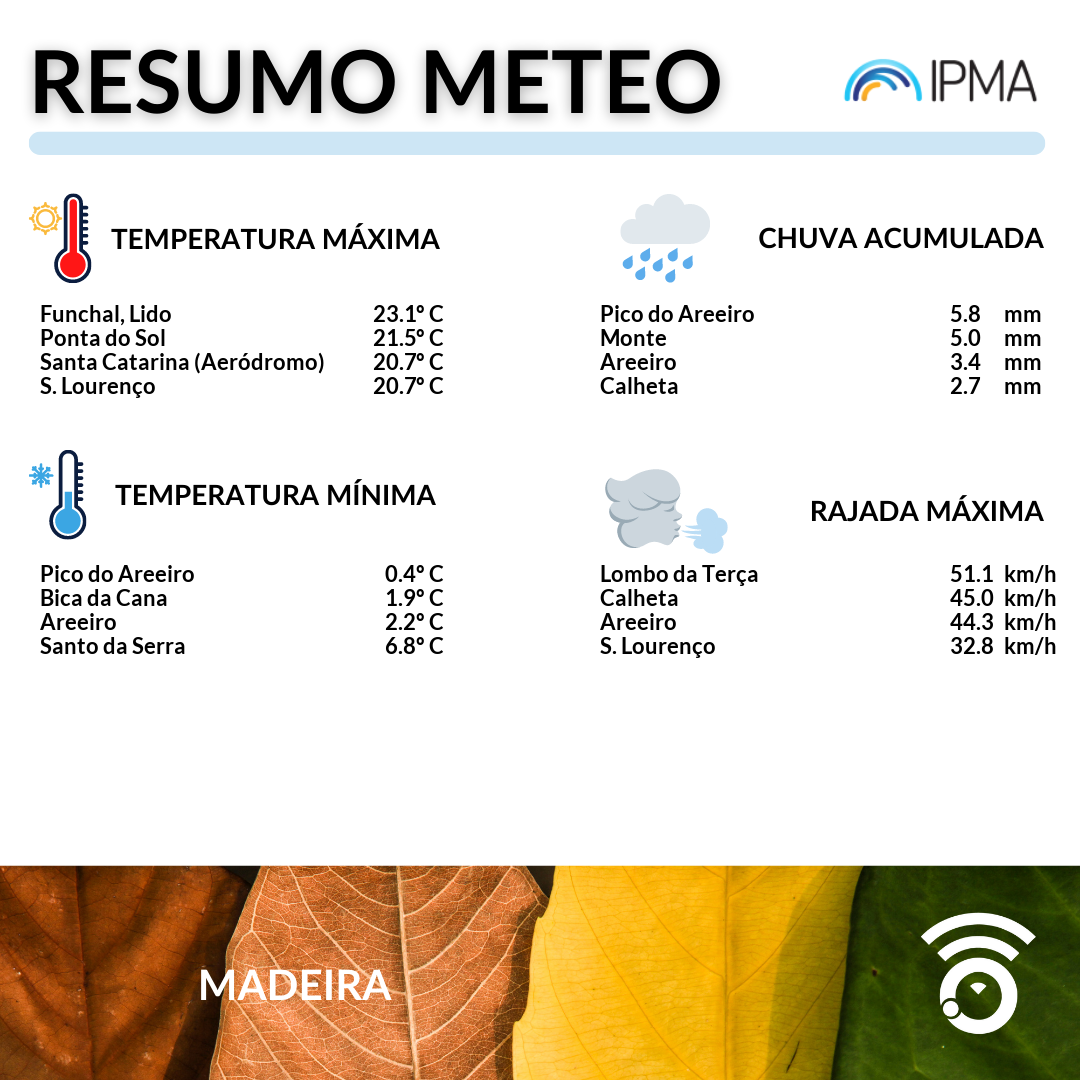 RESUMO METEO
IPMA
TEMPERATURA MÁXIMA
Funchal, Lido 23.1º C
Ponta do Sol 21.5º C
Santa Catarina (Aeródromo) 20.7º C
S. Lourenço 20.7º C
CHUVA ACUMULADA
Pico do Areeiro 5.8 mm
Monte 5.0 mm
Areeiro 3.4 mm
Calheta 2.7 mm
TEMPERATURA MÍNIMA
Pico do Areeiro 0.4º C
Bica da Cana 1.9º C
Areeiro 2.2º C
Santo da Serra 6.8º C
RAJADA MÁXIMA
Lombo da Terça 51.1 km/h
Calheta 45.0 km/h
Areeiro 44.3 km/h
S. Lourenço 32.8 km/h
MADEIRA